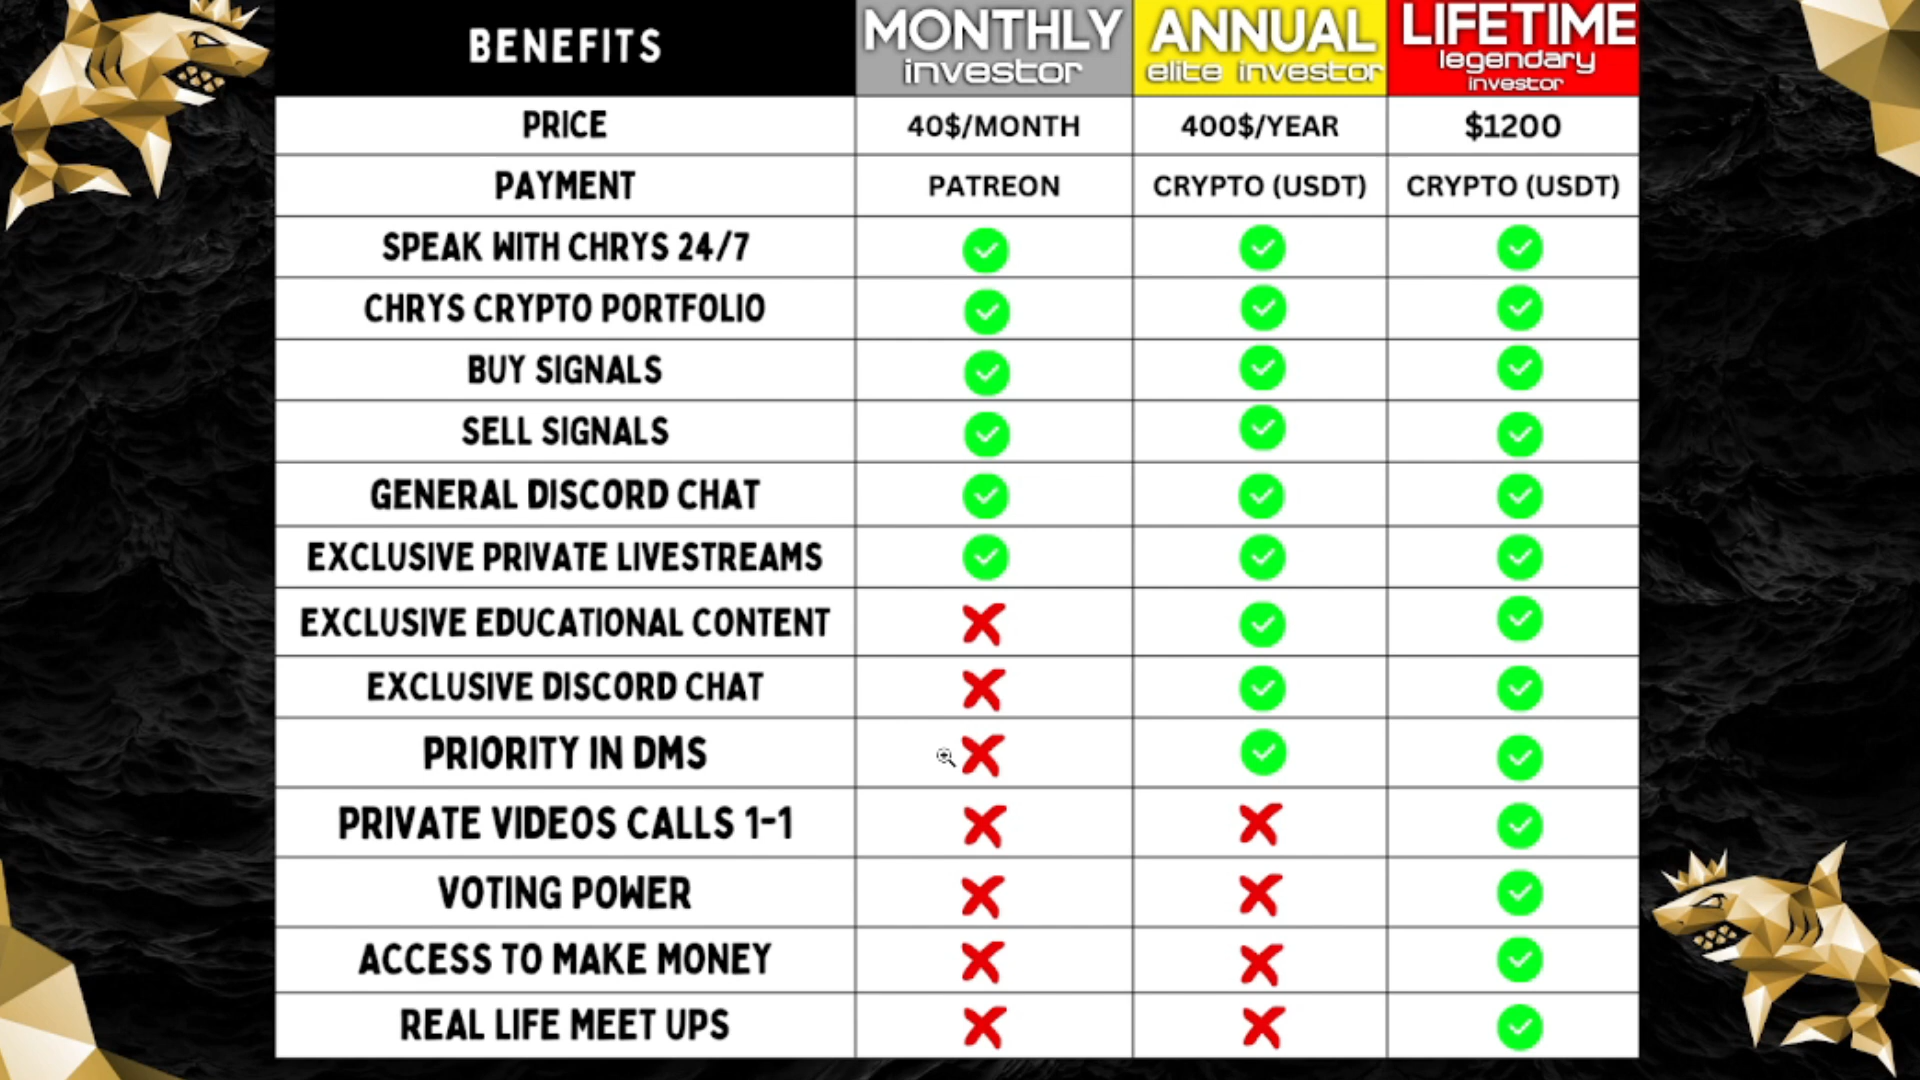 BENEFITS
MONTHLY
investor
ANNUAL
elite investor
LIFETIME
legendary
investor
PRICE 40$/MONTH 400$/YEAR $1200
PAYMENT PATREON CRYPTO (USDT) CRYPTO (USDT)
SPEAK WITH CHRYS 24/7
CHRYS CRYPTO PORTFOLIO
BUY SIGNALS
SELL SIGNALS
GENERAL DISCORD CHAT
EXCLUSIVE PRIVATE LIVESTREAMS
EXCLUSIVE EDUCATIONAL CONTENT
EXCLUSIVE DISCORD CHAT
PRIORITY IN DMS
PRIVATE VIDEOS CALLS 1-1
VOTING POWER
ACCESS TO MAKE MONEY
REAL LIFE MEET UPS